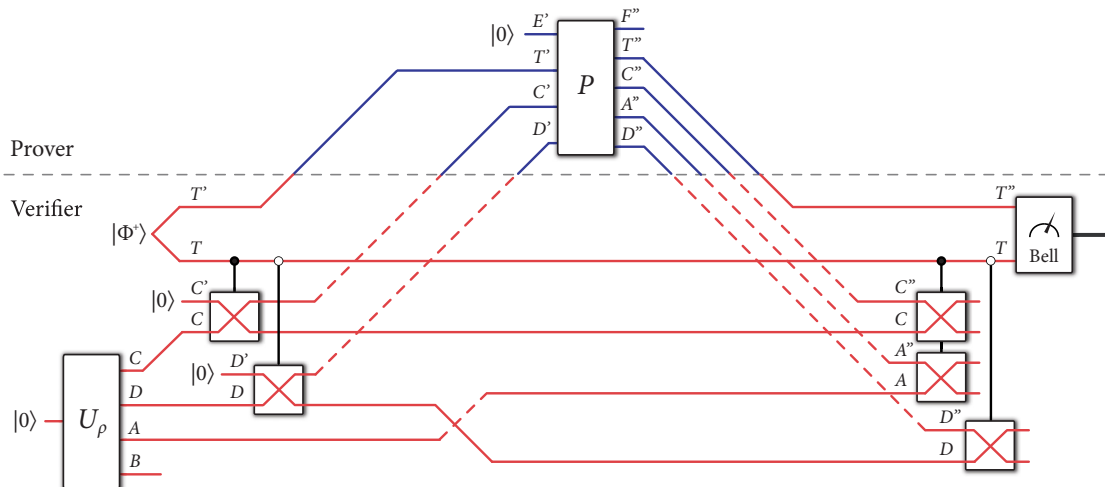 |0⟩ E' F"
T' T"
C' P C"
A"
D' D"
Prover
Verifier
T' T"
|Φ⁺⟩
T T
Bell
|0⟩ C' C"
C C
|0⟩ D' A"
C
D D A
|0⟩ U_ρ A D"
B D